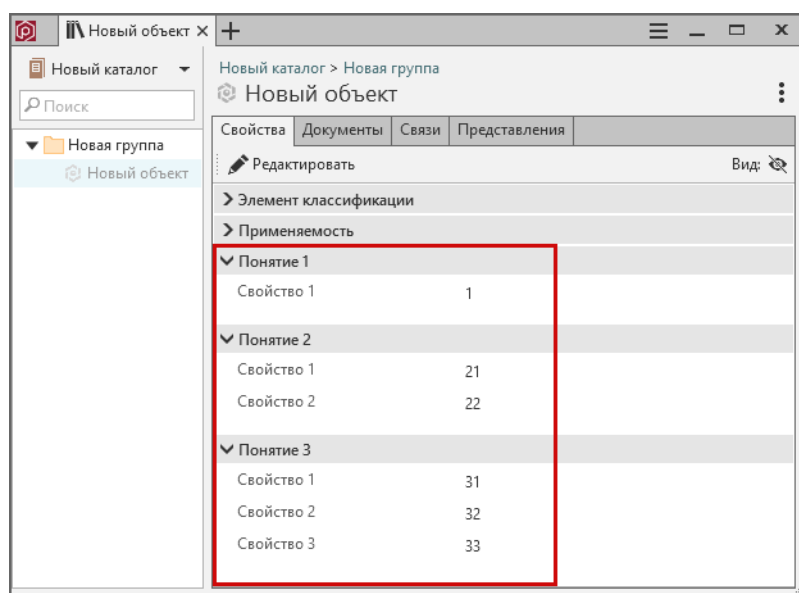 Новый объект
Новый каталог
Новый каталог > Новая группа
Новый объект
Поиск
Свойства Документы Связи Представления
Новая группа
Новый объект
Редактировать Вид:
Элемент классификации
Применяемость
Понятие 1
Свойство 1 1
Понятие 2
Свойство 1 21
Свойство 2 22
Понятие 3
Свойство 1 31
Свойство 2 32
Свойство 3 33